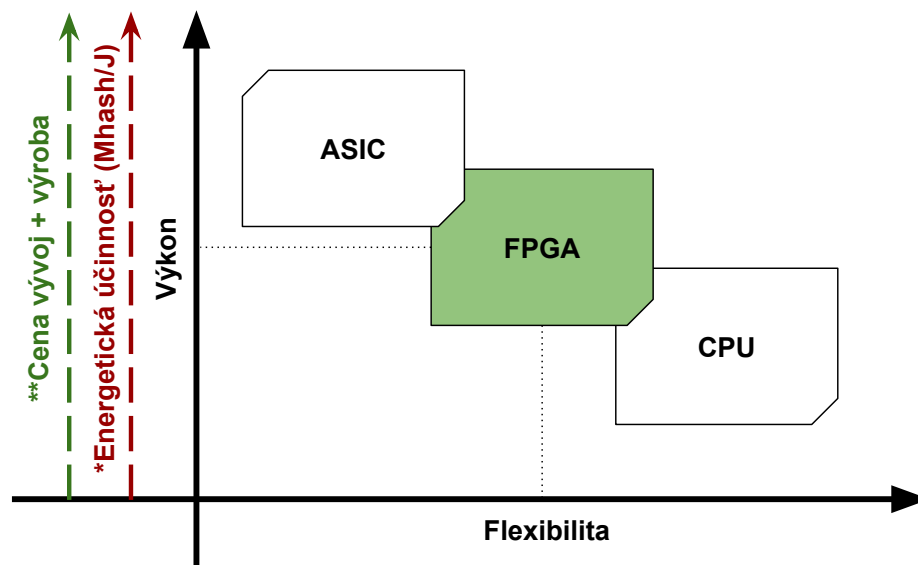 **Cena vývoj + výroba
*Energetická účinnosť (Mhash/J)
Výkon
ASIC
FPGA
CPU
Flexibilita